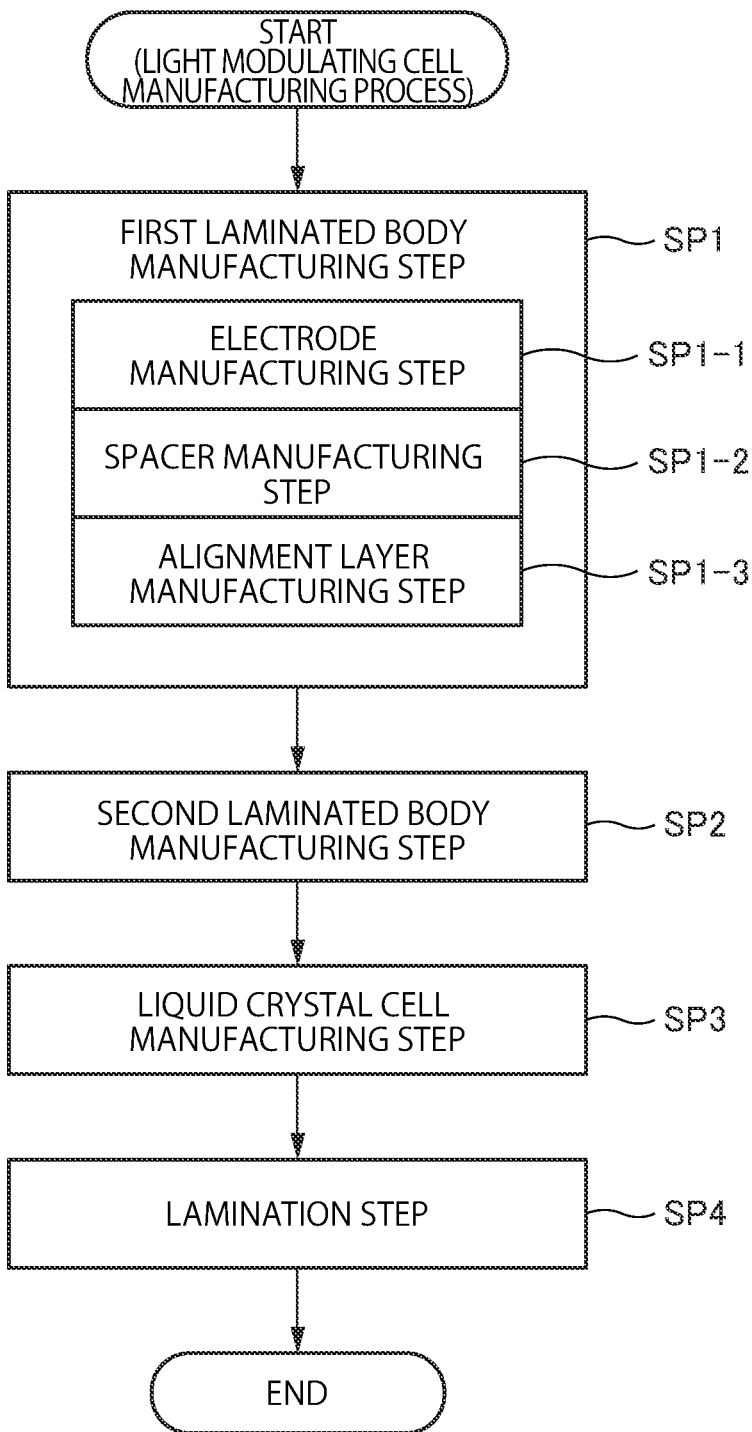 START
(LIGHT MODULATING CELL
MANUFACTURING PROCESS)
FIRST LAMINATED BODY
MANUFACTURING STEP
SP1
ELECTRODE
MANUFACTURING STEP
SP1-1
SPACER MANUFACTURING
STEP
SP1-2
ALIGNMENT LAYER
MANUFACTURING STEP
SP1-3
SECOND LAMINATED BODY
MANUFACTURING STEP
SP2
LIQUID CRYSTAL CELL
MANUFACTURING STEP
SP3
LAMINATION STEP
SP4
END